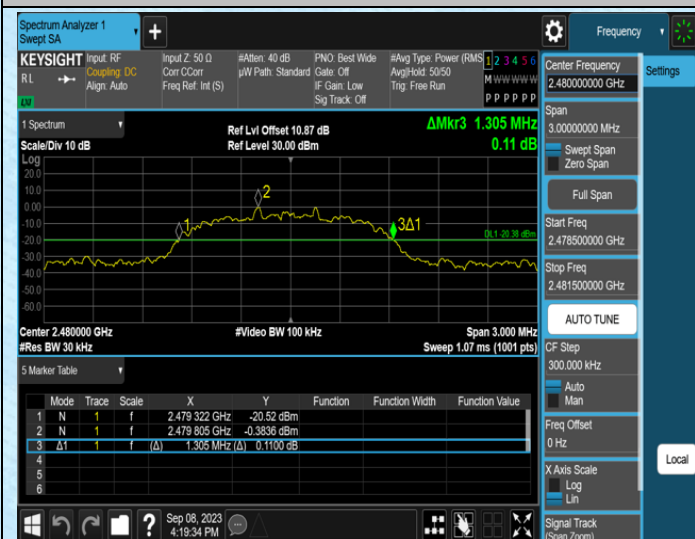 Spectrum Analyzer 1
Swept SA
+
Frequency
KEYSIGHT
RL
LXI
Input: RF
Coupling: DC
Align: Auto
Input Z: 50 Ω
Corr CCorr
Freq Ref: Int (S)
#Atten: 40 dB
µW Path: Standard
PNO: Best Wide
Gate: Off
IF Gain: Low
Sig Track: Off
#Avg Type: Power (RMS
Avg|Hold: 50/50
Trig: Free Run
1 2 3 4 5 6
M W W W W W
P P P P P P
1 Spectrum
Scale/Div 10 dB
Ref Lvl Offset 10.87 dB
Ref Level 30.00 dBm
ΔMkr3 1.305 MHz
0.11 dB
Log
20.0
10.0
0.00
-10.0
-20.0
-30.0
-40.0
-50.0
-60.0
1
2
3Δ1
DL1 -20.38 dBm
Center 2.480000 GHz
#Res BW 30 kHz
#Video BW 100 kHz
Span 3.000 MHz
Sweep 1.07 ms (1001 pts)
5 Marker Table
Mode Trace Scale X Y Function Function Width Function Value
1 N 1 f 2.479 322 GHz -20.52 dBm
2 N 1 f 2.479 805 GHz -0.3836 dBm
3 Δ1 1 f (Δ) 1.305 MHz (Δ) 0.1100 dB
4
5
6
?
Sep 08, 2023
4:19:34 PM
Center Frequency
2.480000000 GHz
Span
3.00000000 MHz
Swept Span
Zero Span
Full Span
Start Freq
2.478500000 GHz
Stop Freq
2.481500000 GHz
AUTO TUNE
CF Step
300.000 kHz
Auto
Man
Freq Offset
0 Hz
X Axis Scale
Log
Lin
Signal Track
(Span Zoom)
Settings
Local